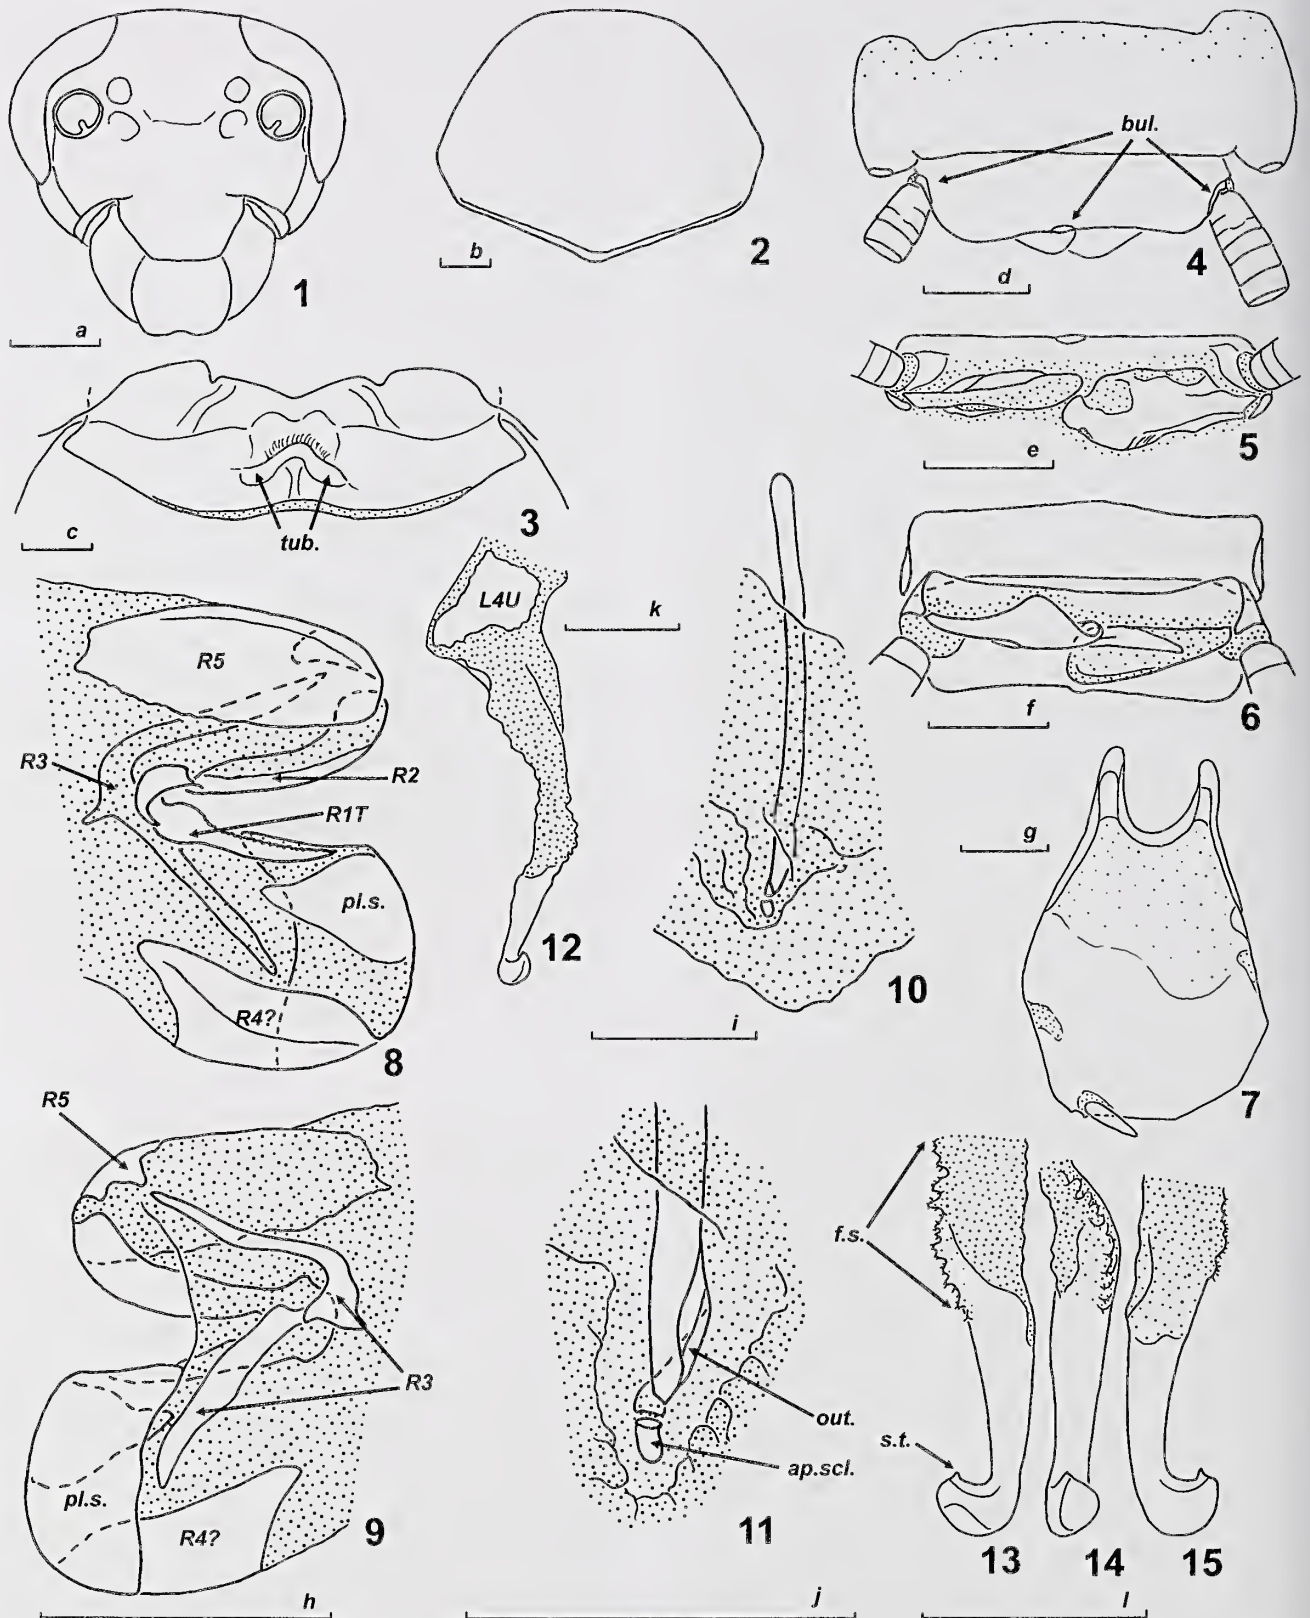 1
a
2
b
bul.
4
d
3
c
tub.
5
e
6
f
L4U
k
R5
R3
R2
R1T
pl.s.
R4?
8
12
10
i
g
7
R5
R3
pl.s.
R4?
9
h
out.
ap.scl.
11
j
f.s.
s.t.
13
14
15
l